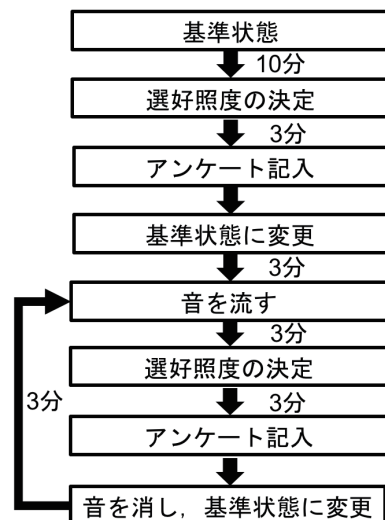 基準状態
10分
選好照度の決定
3分
アンケート記入
基準状態に変更
3分
音を流す
3分
選好照度の決定
3分
3分
アンケート記入
音を消し，基準状態に変更